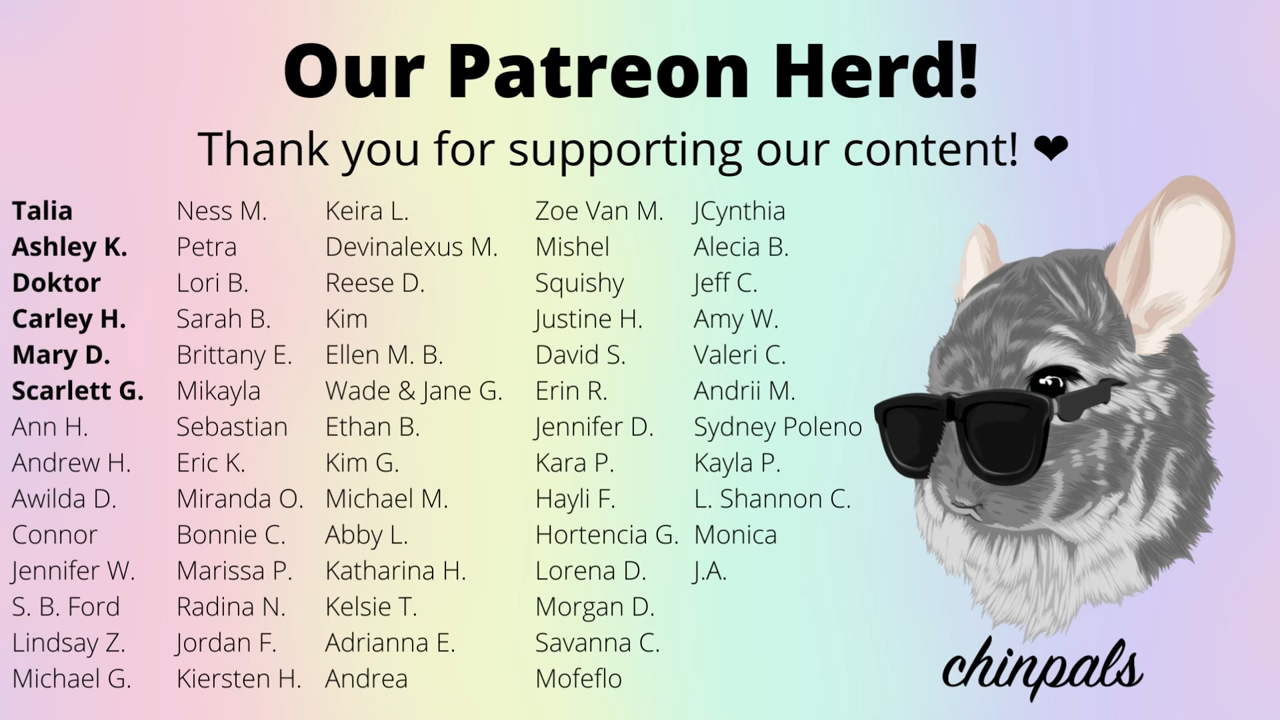 Our Patreon Herd!
Thank you for supporting our content! ❤
Talia
Ashley K.
Doktor
Carley H.
Mary D.
Scarlett G.
Ann H.
Andrew H.
Awilda D.
Connor
Jennifer W.
S. B. Ford
Lindsay Z.
Michael G.
Ness M.
Petra
Lori B.
Sarah B.
Brittany E.
Mikayla
Sebastian
Eric K.
Miranda O.
Bonnie C.
Marissa P.
Radina N.
Jordan F.
Kiersten H.
Keira L.
Devinalexus M.
Reese D.
Kim
Ellen M. B.
Wade & Jane G.
Ethan B.
Kim G.
Michael M.
Abby L.
Katharina H.
Kelsie T.
Adrianna E.
Andrea
Zoe Van M.
Mishel
Squishy
Justine H.
David S.
Erin R.
Jennifer D.
Kara P.
Hayli F.
Hortencia G.
Lorena D.
Morgan D.
Savanna C.
Mofeflo
JCynthia
Alecia B.
Jeff C.
Amy W.
Valeri C.
Andrii M.
Sydney Poleno
Kayla P.
L. Shannon C.
Monica
J.A.
chinpals